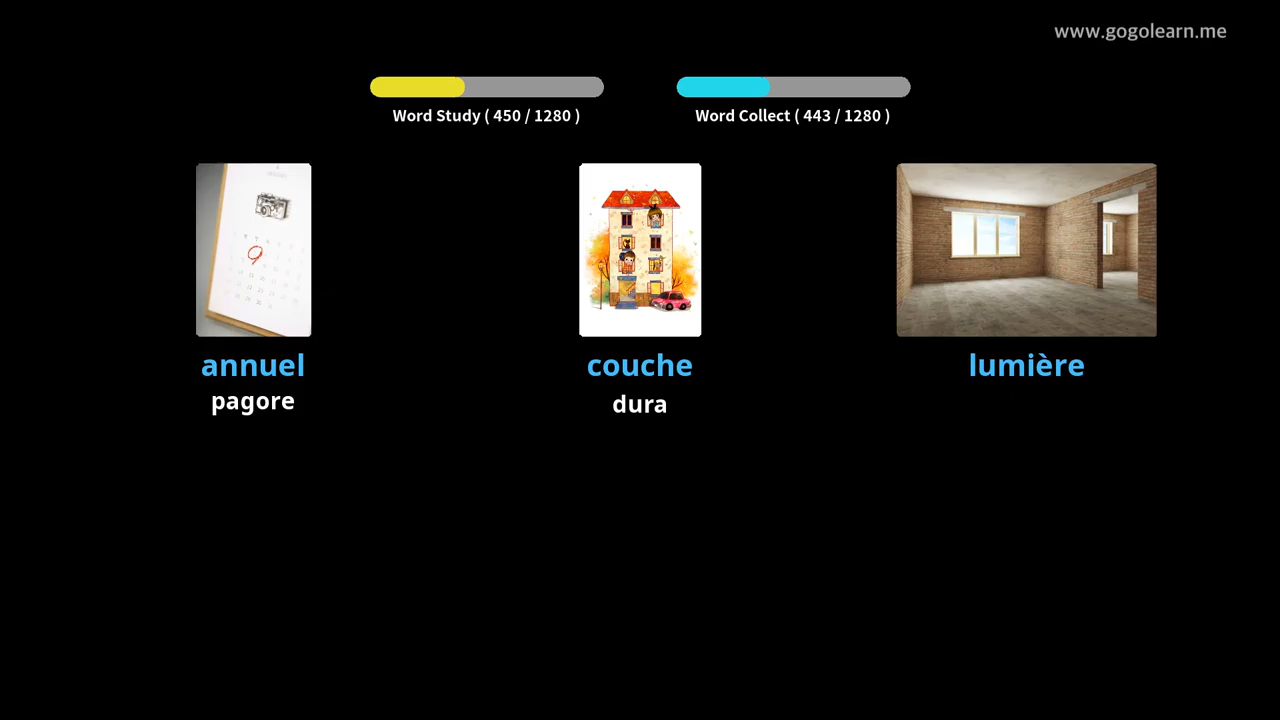 www.gogolearn.me
Word Study ( 450 / 1280 )
Word Collect ( 443 / 1280 )
annuel
couche
lumière
pagore
dura